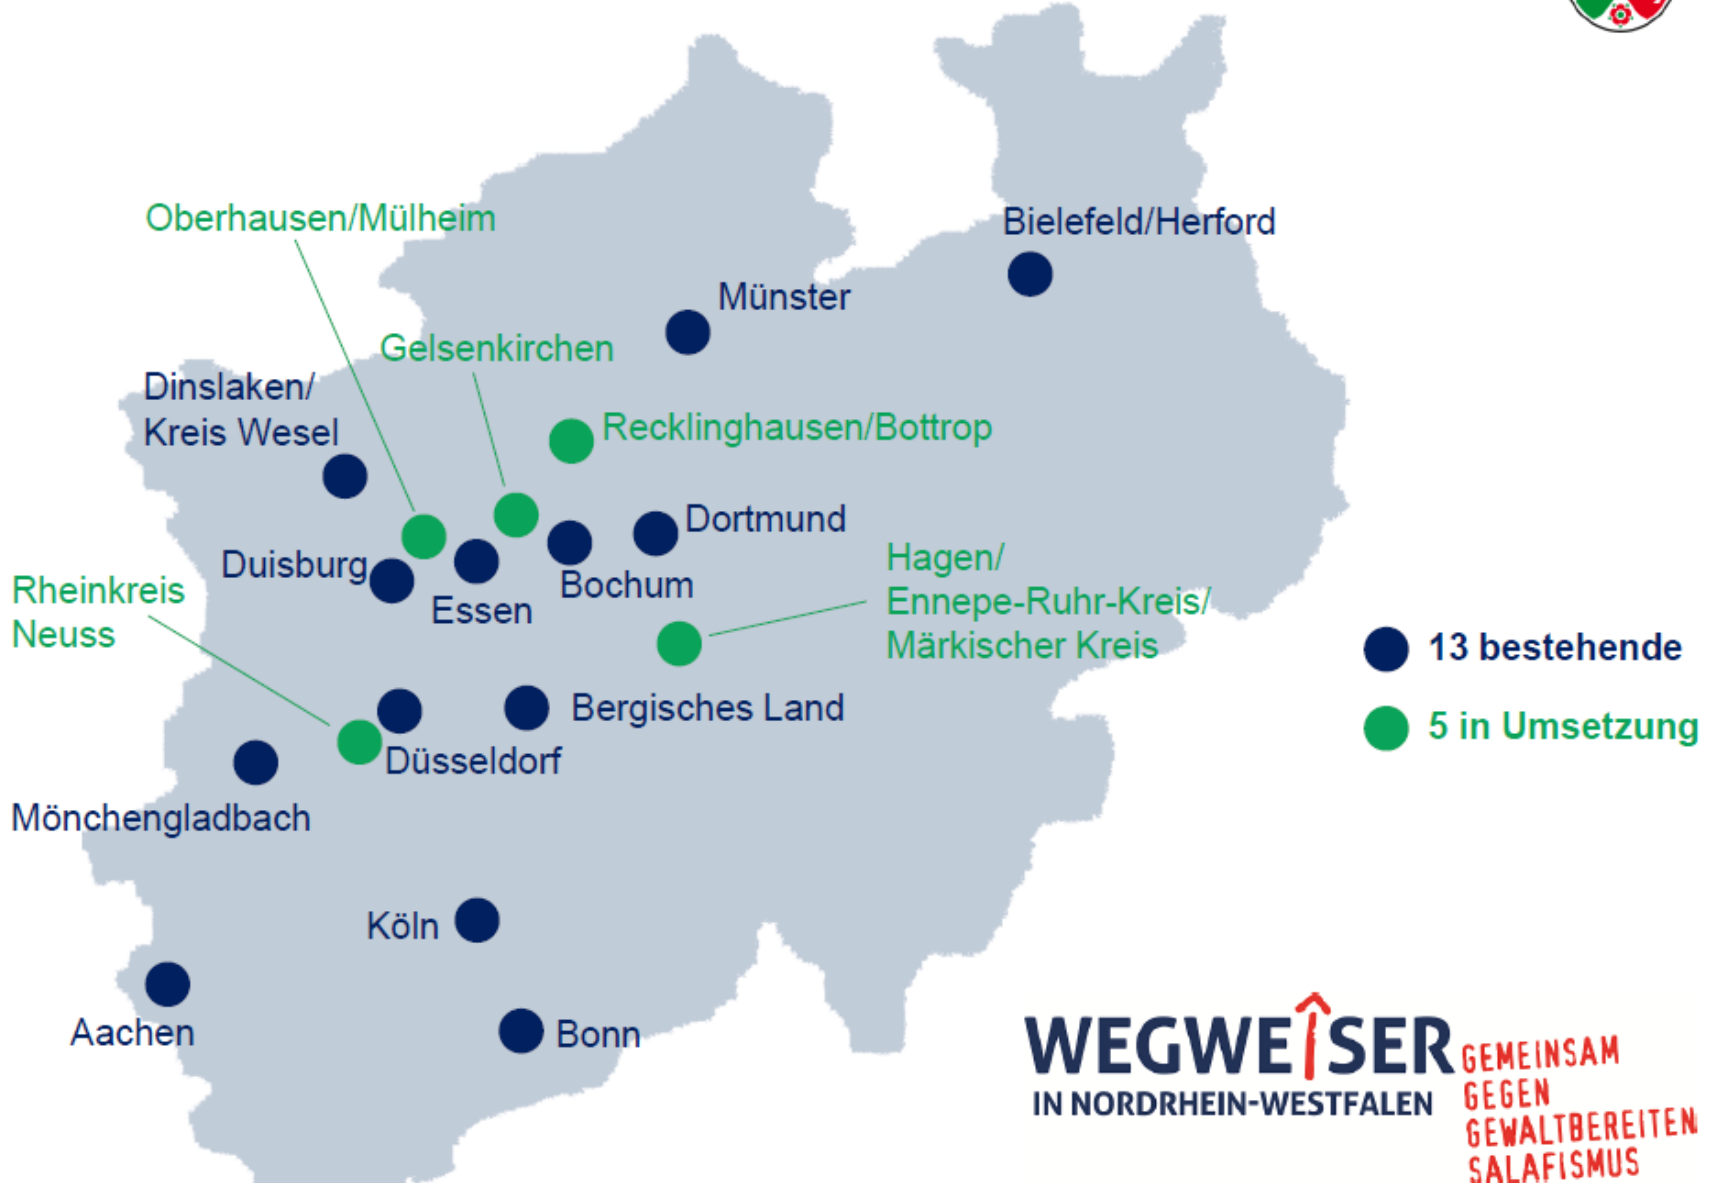 Oberhausen/Mülheim
Bielefeld/Herford
Münster
Gelsenkirchen
Dinslaken/
Kreis Wesel
Recklinghausen/Bottrop
Dortmund
Duisburg
Bochum
Essen
Hagen/
Ennepe-Ruhr-Kreis/
Märkischer Kreis
Rheinkreis
Neuss
13 bestehende
5 in Umsetzung
Bergisches Land
Düsseldorf
Mönchengladbach
Köln
Aachen
Bonn
WEGWEISER
IN NORDRHEIN-WESTFALEN
GEMEINSAM
GEGEN
GEWALTBEREITEN
SALAFISMUS